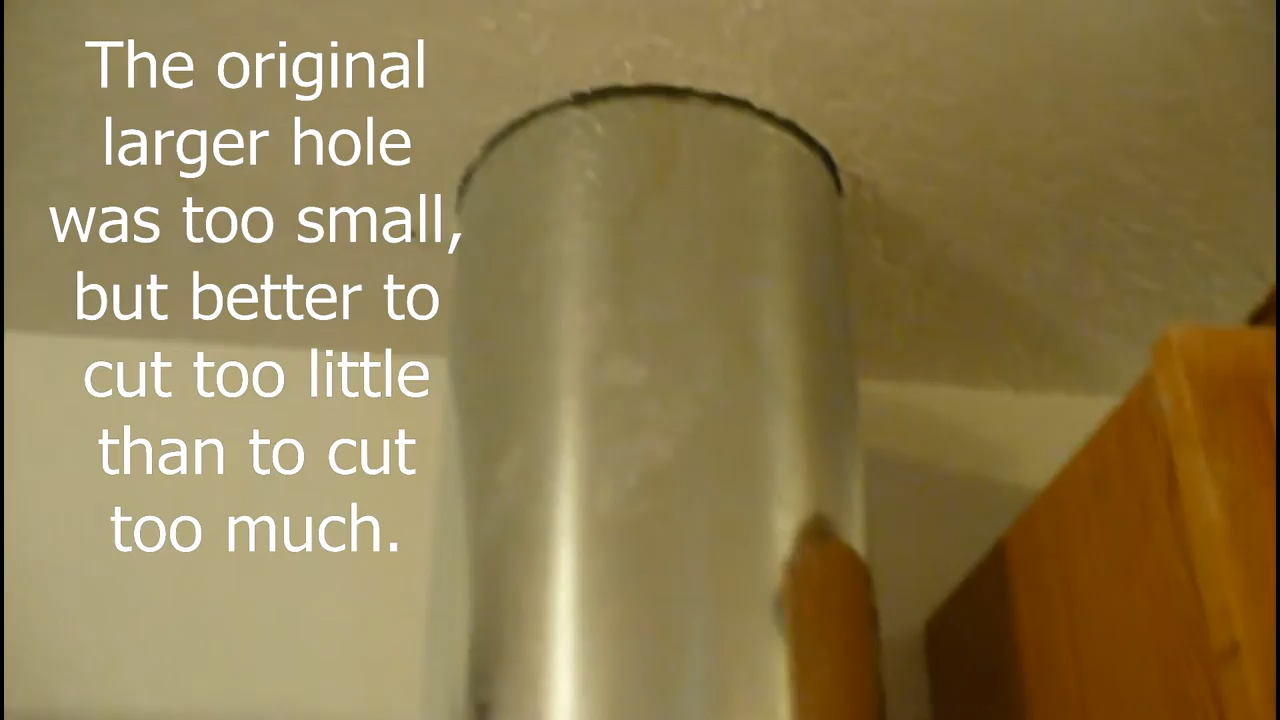 The original
larger hole
was too small,
but better to
cut too little
than to cut
too much.